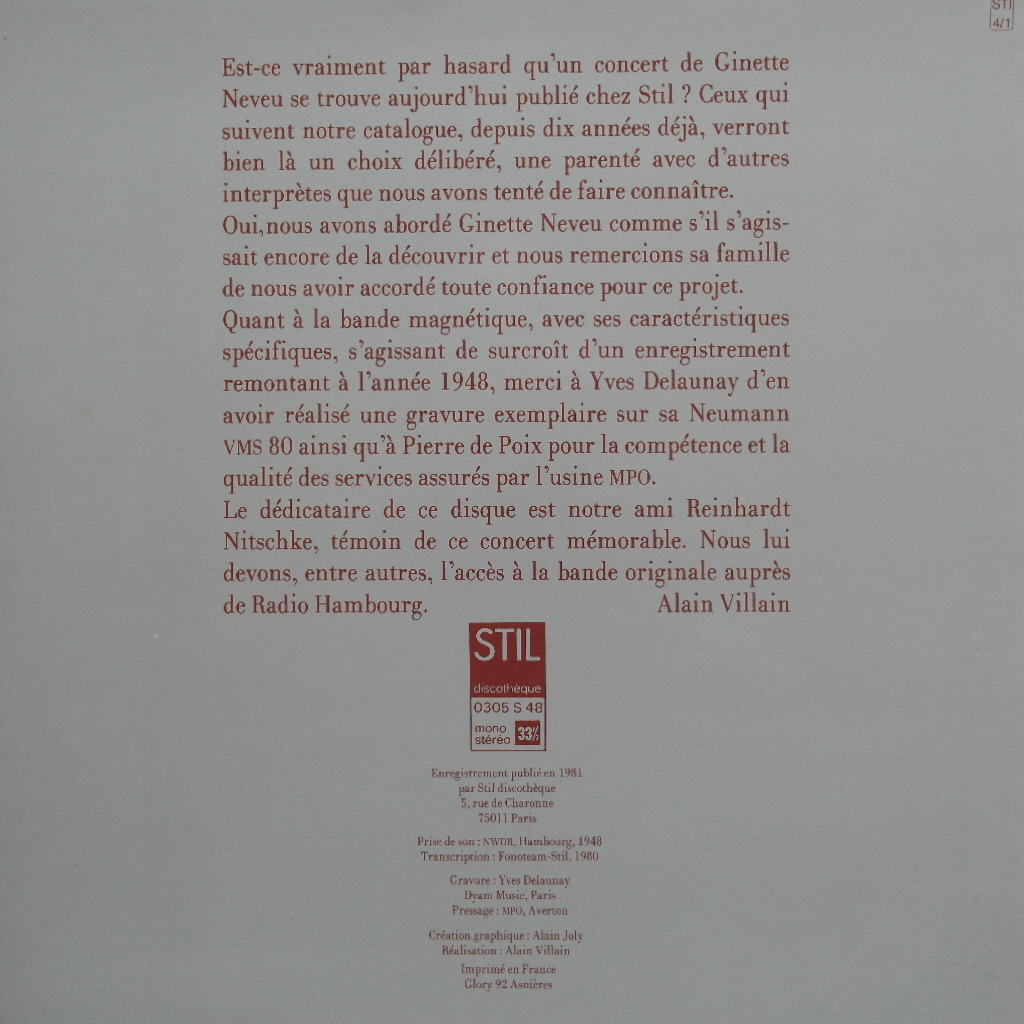 STI
4/1
Est-ce vraiment par hasard qu'un concert de Ginette
Neveu se trouve aujourd'hui publié chez Stil ? Ceux qui
suivent notre catalogue, depuis dix années déjà, verront
bien là un choix délibéré, une parenté avec d'autres
interprètes que nous avons tenté de faire connaître.
Oui, nous avons abordé Ginette Neveu comme s'il s'agis-
sait encore de la découvrir et nous remercions sa famille
de nous avoir accordé toute confiance pour ce projet.
Quant à la bande magnétique, avec ses caractéristiques
spécifiques, s'agissant de surcroît d'un enregistrement
remontant à l'année 1948, merci à Yves Delaunay d'en
avoir réalisé une gravure exemplaire sur sa Neumann
VMS 80 ainsi qu'à Pierre de Poix pour la compétence et la
qualité des services assurés par l'usine MPO.
Le dédicataire de ce disque est notre ami Reinhardt
Nitschke, témoin de ce concert mémorable. Nous lui
devons, entre autres, l'accès à la bande originale auprès
de Radio Hambourg. Alain Villain
STIL
discothèque
0305 S 48
mono
stéréo 33⅓
Enregistrement publié en 1981
par Stil discothèque
5, rue de Charonne
75011 Paris
Prise de son : NWDR, Hambourg, 1948
Transcription : Fonoteam-Stil, 1980
Gravure : Yves Delaunay
Dyam Music, Paris
Pressage : MPO, Averton
Création graphique : Alain Joly
Réalisation : Alain Villain
Imprimé en France
Glory 92 Asnières